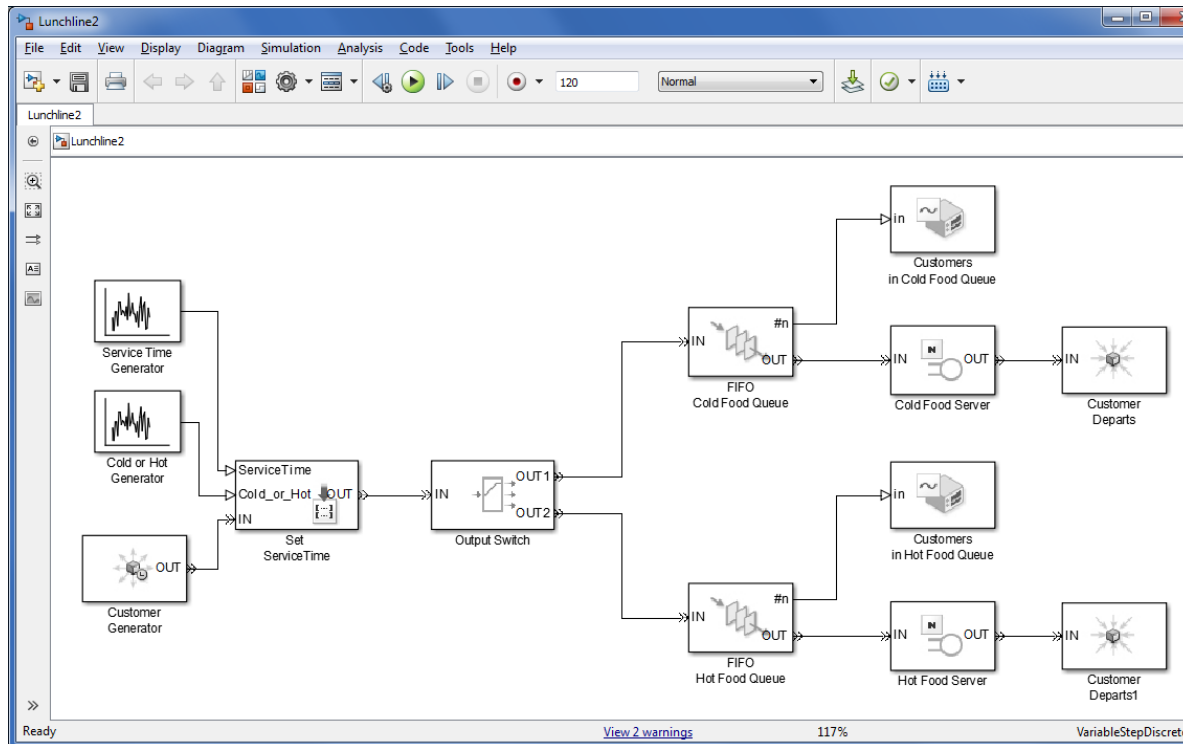 Lunchline2
File Edit View Display Diagram Simulation Analysis Code Tools Help
120
Normal
Lunchline2
Lunchline2
Service Time
Generator
Cold or Hot
Generator
OUT
Customer
Generator
ServiceTime
Cold_or_Hot
OUT
IN
Set
ServiceTime
IN
OUT1
OUT2
Output Switch
IN
#n
OUT
FIFO
Cold Food Queue
in
Customers
in Cold Food Queue
N
IN
OUT
Cold Food Server
IN
Customer
Departs
IN
#n
OUT
FIFO
Hot Food Queue
in
Customers
in Hot Food Queue
N
IN
OUT
Hot Food Server
IN
Customer
Departs1
Ready
View 2 warnings
117%
VariableStepDiscrete